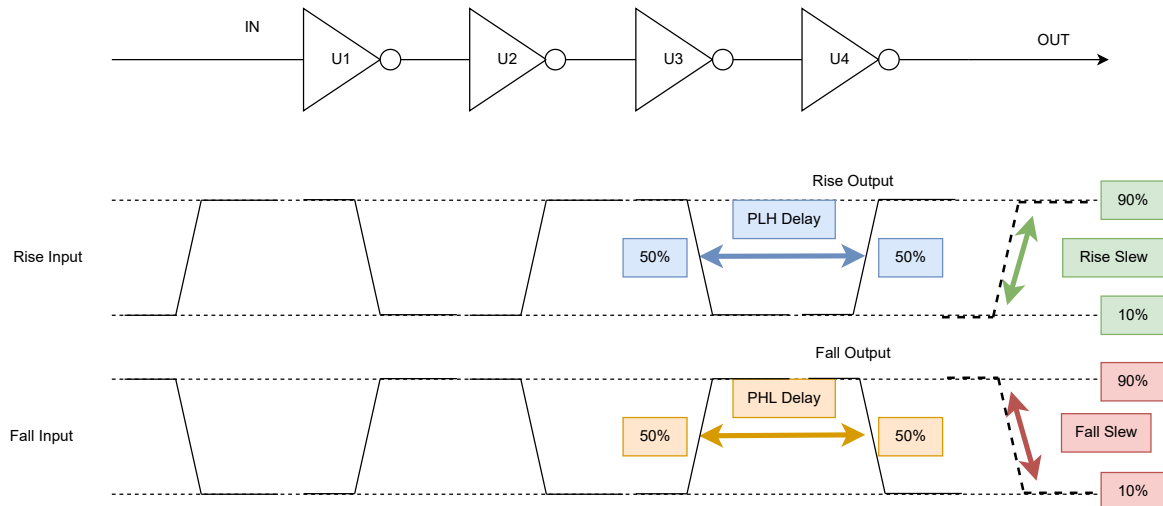 IN
OUT
U1
U2
U3
U4
Rise Output
90%
PLH Delay
Rise Input
50%
50%
Rise Slew
10%
Fall Output
90%
PHL Delay
Fall Input
50%
50%
Fall Slew
10%